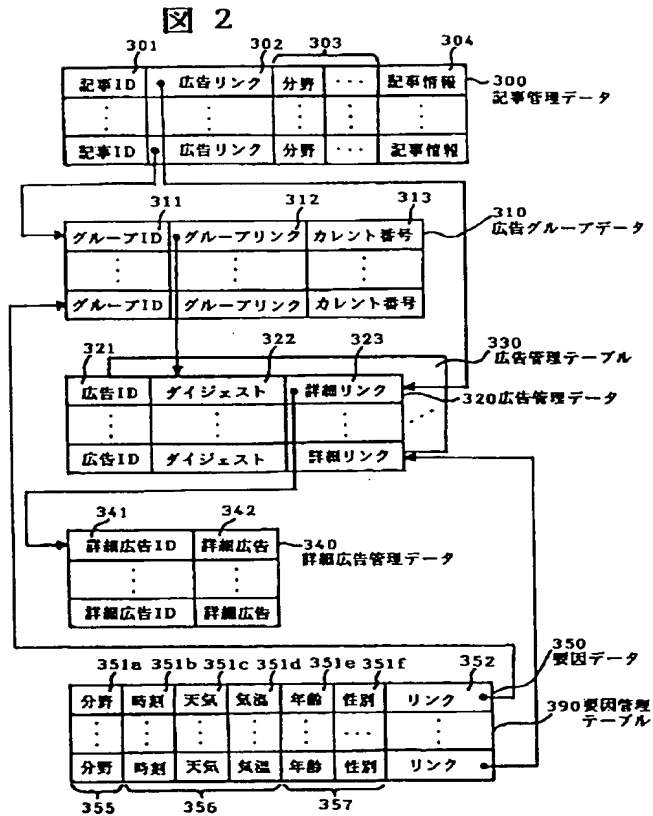 図 2
301 302 303 304
記事ID 広告リンク 分野 ··· 記事情報
300
記事管理データ
記事ID 広告リンク 分野 記事情報
311 312 313
グループID グループリンク カレント番号
310
広告グループデータ
グループID グループリンク カレント番号
321 322 323
330
広告管理テーブル
広告ID ダイジェスト 詳細リンク
320広告管理データ
広告ID ダイジェスト 詳細リンク
341 342
詳細広告ID 詳細広告
340
詳細広告管理データ
詳細広告ID 詳細広告
351a 351b 351c 351d 351e 351f 352
350
要因データ
分野 時刻 天気 気温 年齢 性別 リンク
390要因管理
テーブル
分野 時刻 天気 気温 年齢 性別 リンク
355 356 357